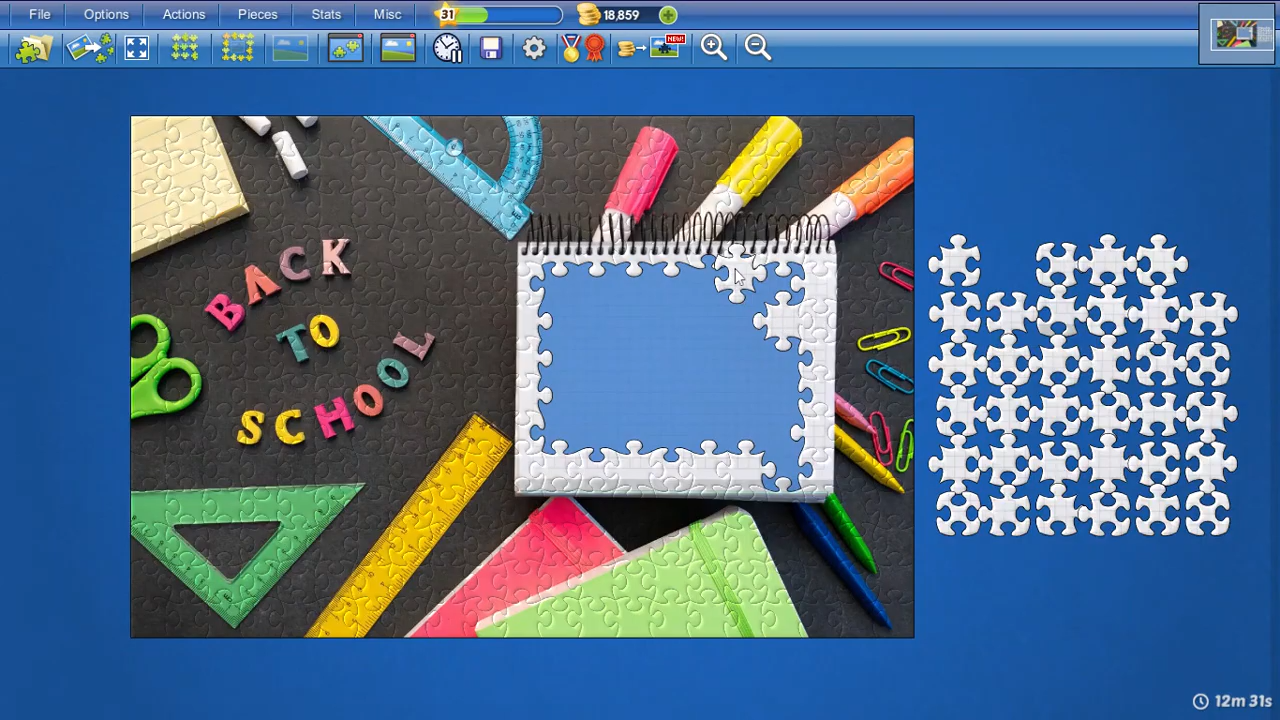 File Options Actions Pieces Stats Misc 31 18,859
NEW!
BACK
TO
SCHOOL
12m 31s